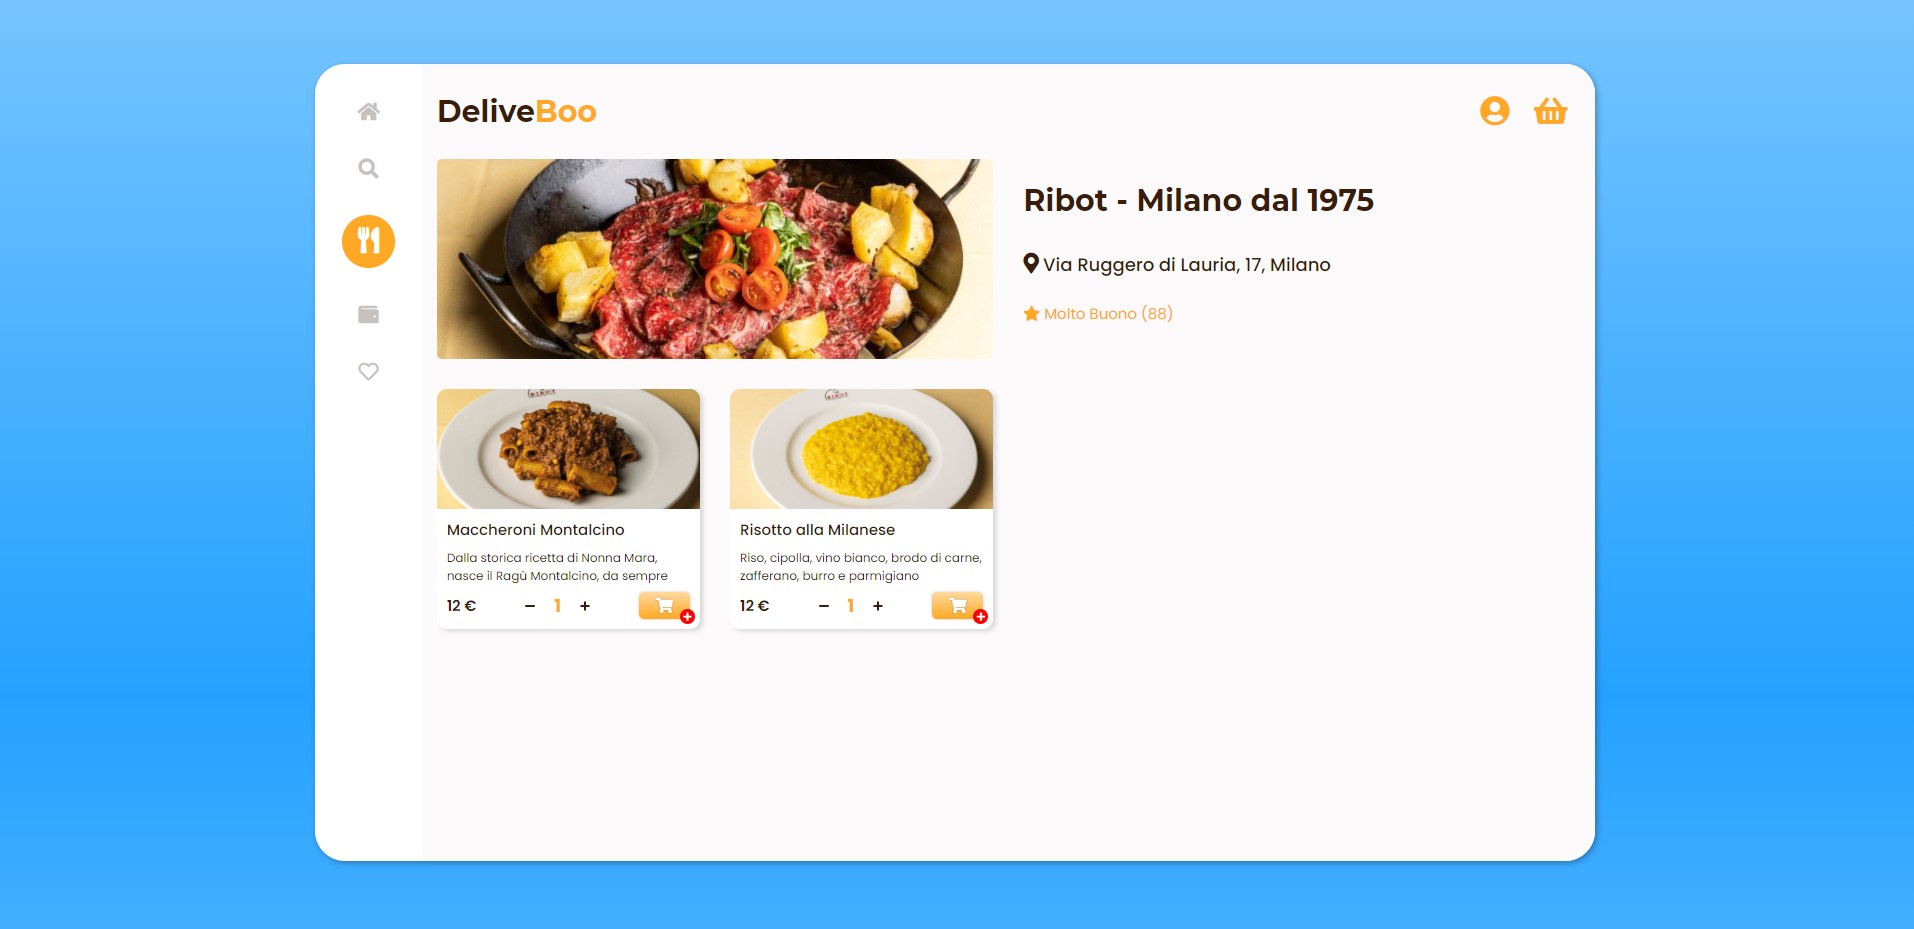 DeliveBoo
Ribot - Milano dal 1975
Via Ruggero di Lauria, 17, Milano
Molto Buono (88)
Maccheroni Montalcino
Dalla storica ricetta di Nonna Mara,
nasce il Ragù Montalcino, da sempre
12 € − 1 +
Risotto alla Milanese
Riso, cipolla, vino bianco, brodo di carne,
zafferano, burro e parmigiano
12 € − 1 +